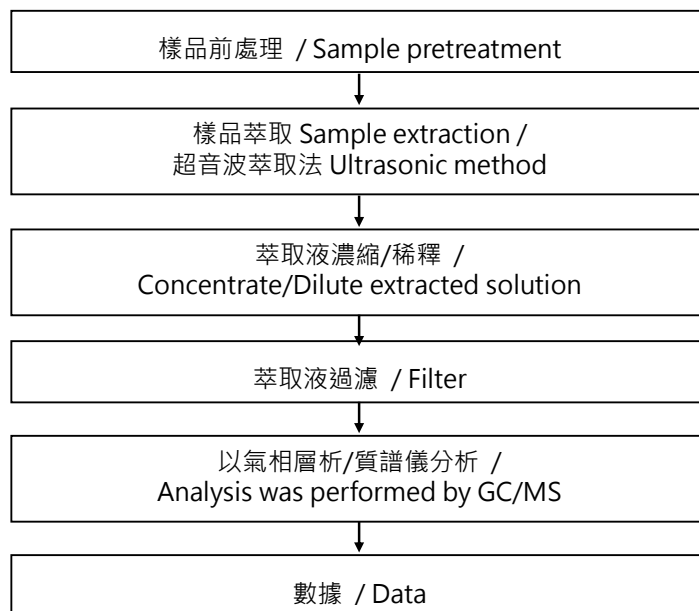 樣品前處理 / Sample pretreatment
樣品萃取 Sample extraction /
超音波萃取法 Ultrasonic method
萃取液濃縮/稀釋 /
Concentrate/Dilute extracted solution
萃取液過濾 / Filter
以氣相層析/質譜儀分析 /
Analysis was performed by GC/MS
數據 / Data